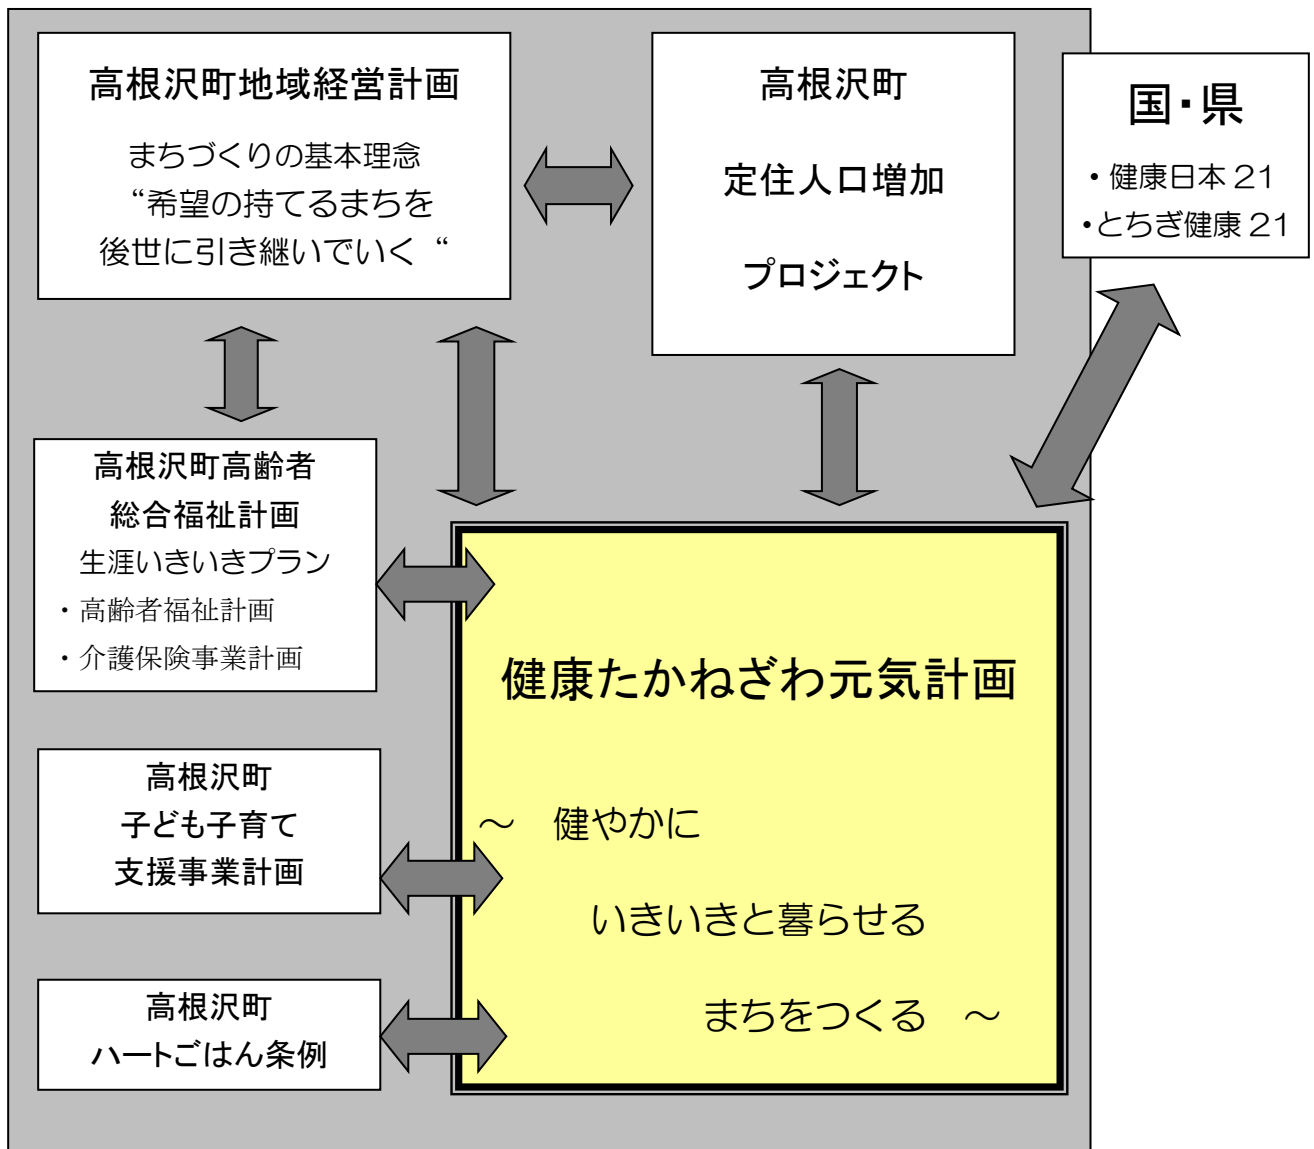 高根沢町地域経営計画
まちづくりの基本理念
“希望の持てるまちを
後世に引き継いでいく “
高根沢町
定住人口増加
プロジェクト
国・県
・健康日本 21
・とちぎ健康 21
高根沢町高齢者
総合福祉計画
生涯いきいきプラン
・高齢者福祉計画
・介護保険事業計画
高根沢町
子ども子育て
支援事業計画
高根沢町
ハートごはん条例
健康たかねざわ元気計画
～ 健やかに
いきいきと暮らせる
まちをつくる ～